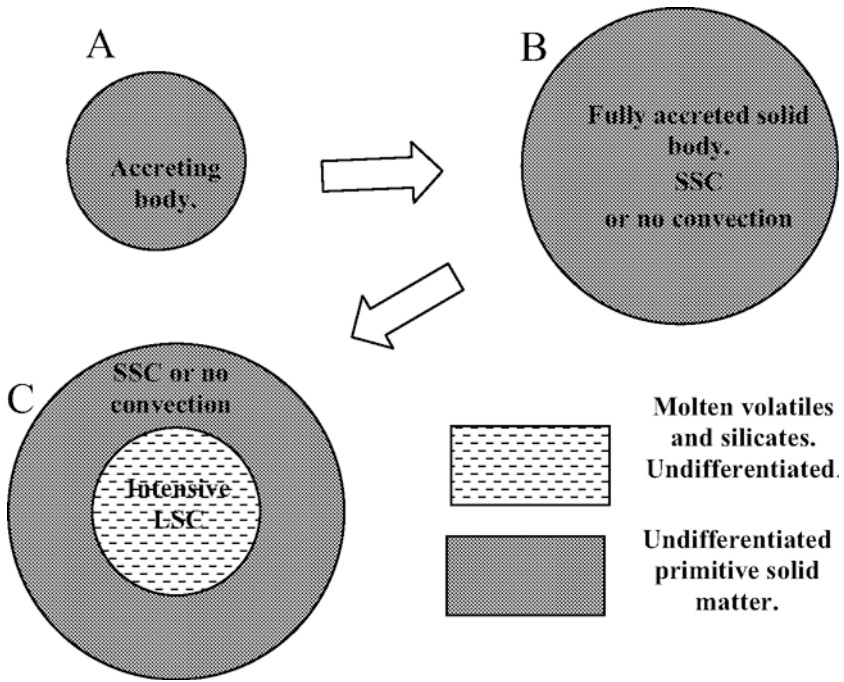 A
Accreting
body.
B
Fully accreted solid
body.
SSC
or no convection
C
SSC or no
convection
Intensive
LSC
Molten volatiles
and silicates.
Undifferentiated.
Undifferentiated
primitive solid
matter.